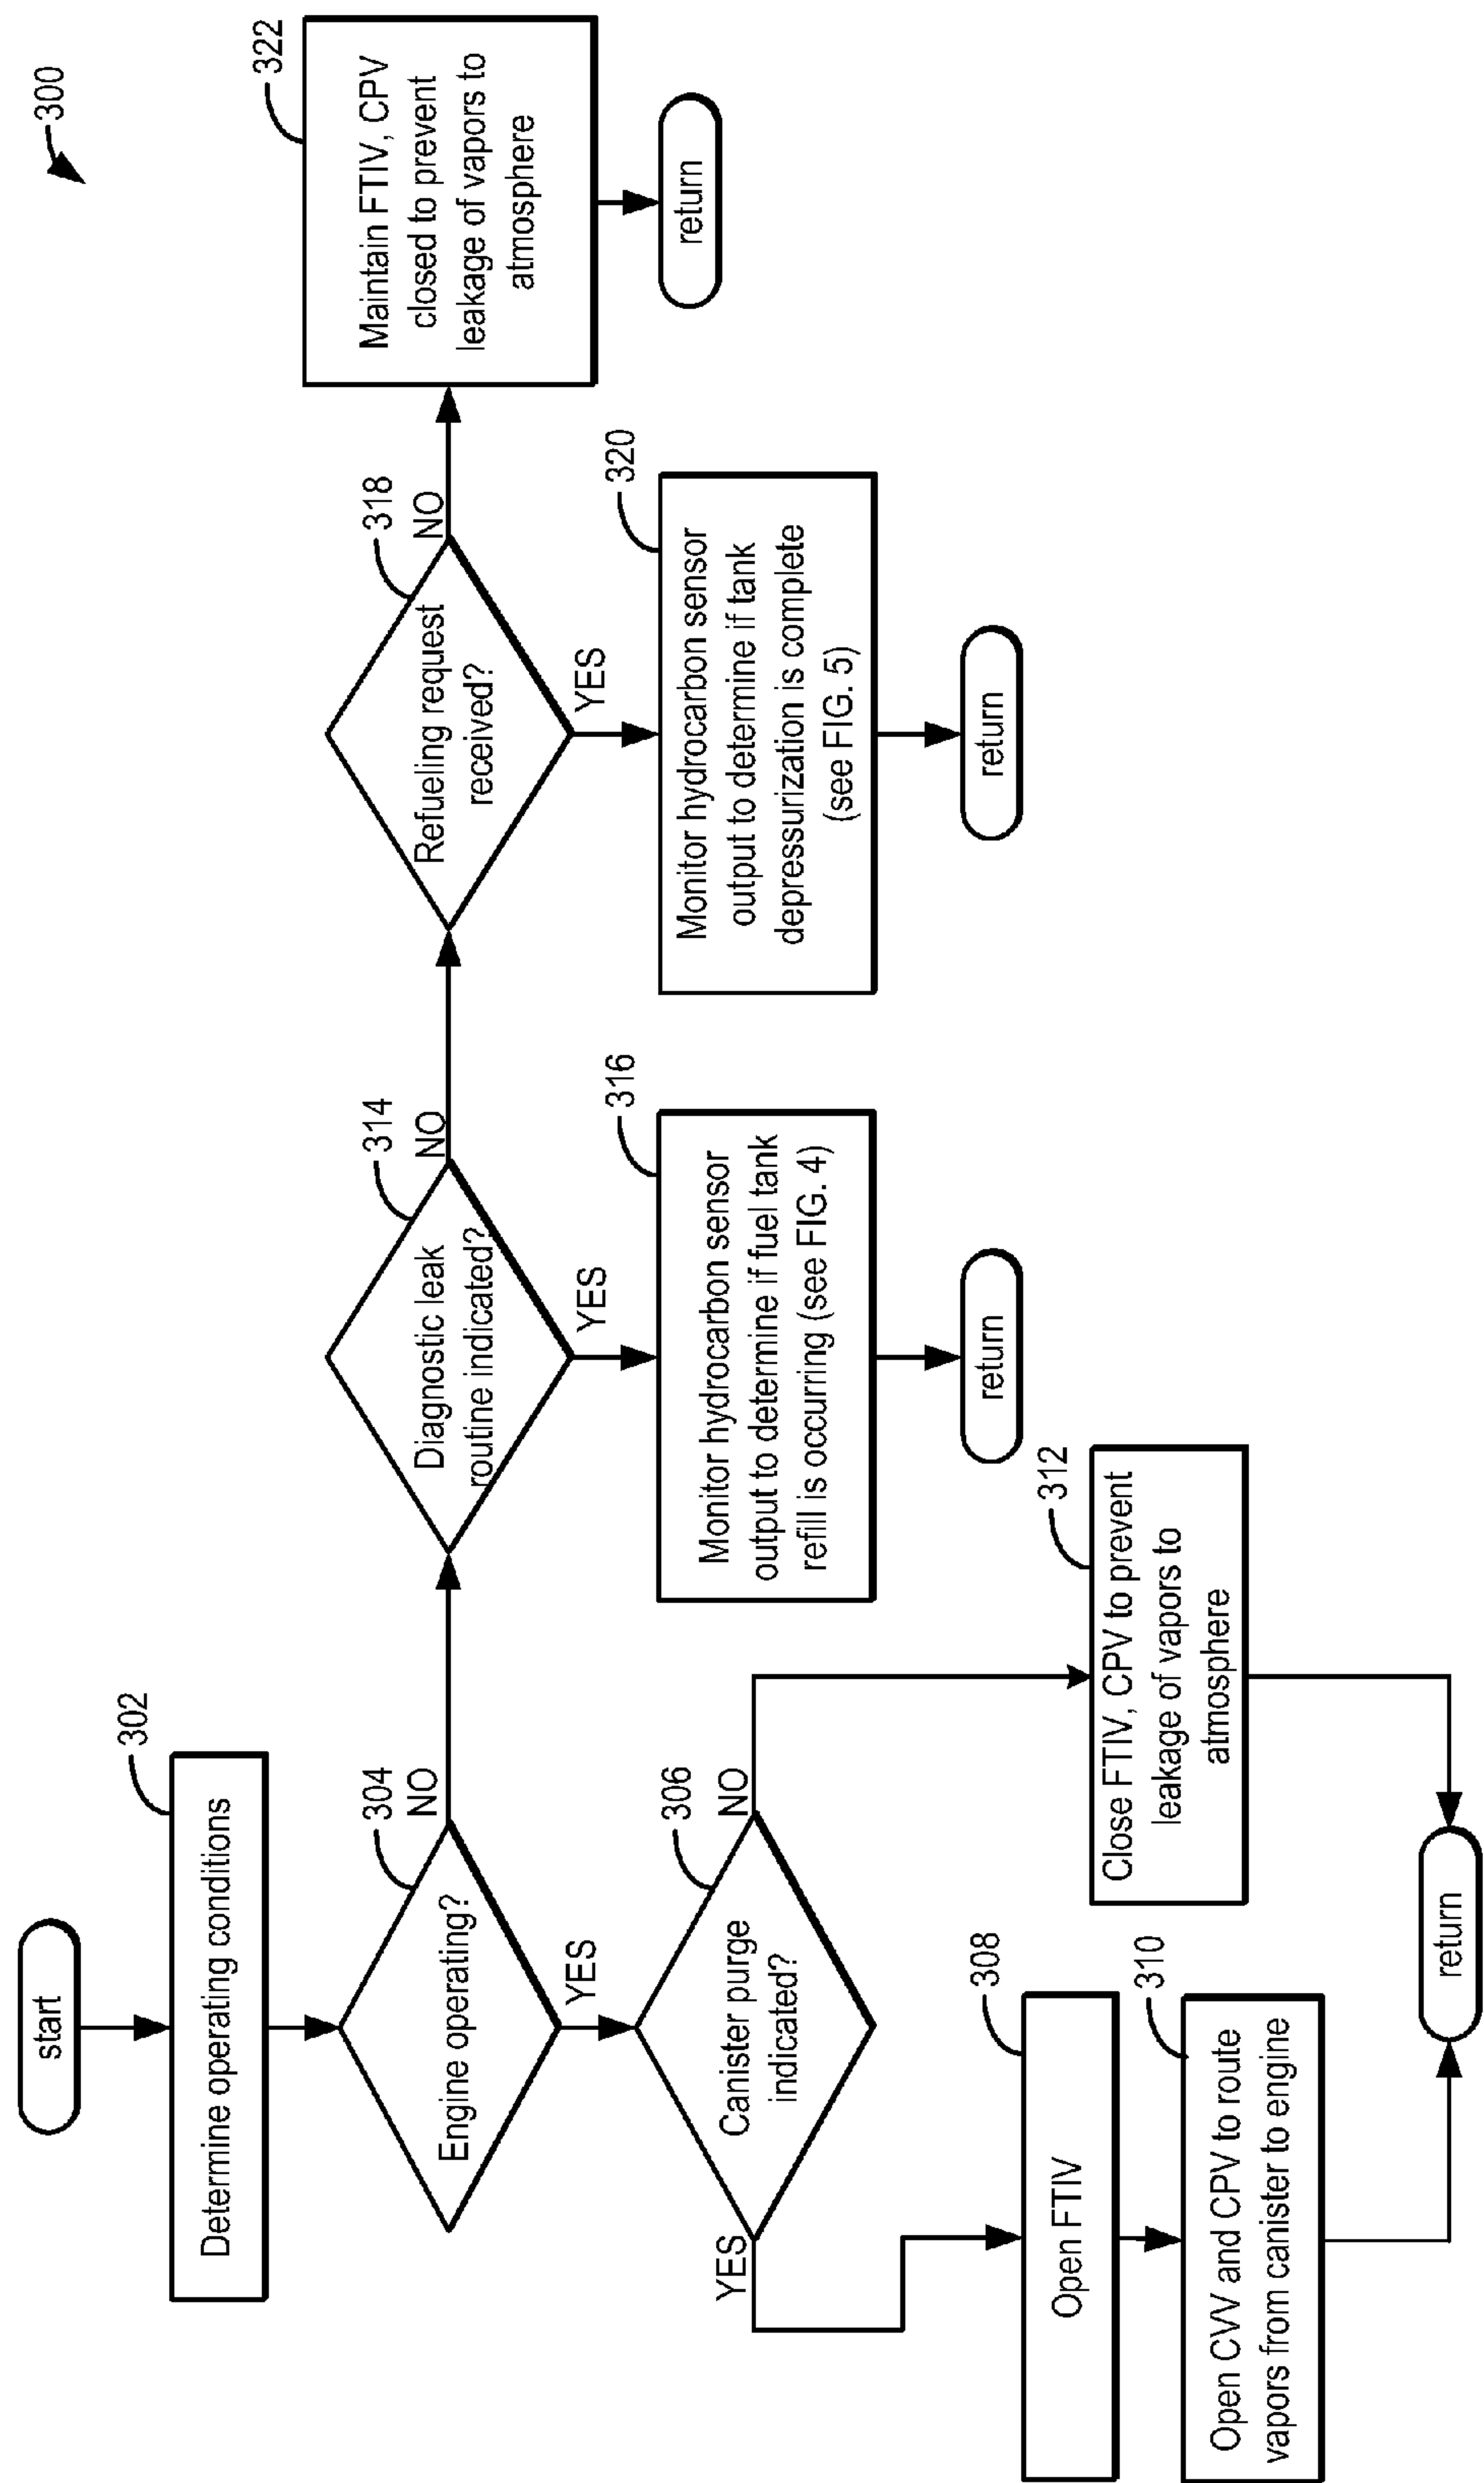 300
start
302
Determine operating conditions
304
Engine operating?
NO
YES
306
Canister purge
indicated?
NO
YES
308
Open FTIV
310
Open CVV and CPV to route
vapors from canister to engine
312
Close FTIV, CPV to prevent
leakage of vapors to
atmosphere
return
314
Diagnostic leak
routine indicated?
NO
YES
316
Monitor hydrocarbon sensor
output to determine if fuel tank
refill is occurring (see FIG. 4)
return
318
Refueling request
received?
NO
YES
320
Monitor hydrocarbon sensor
output to determine if tank
depressurization is complete
(see FIG. 5)
return
322
Maintain FTIV, CPV
closed to prevent
leakage of vapors to
atmosphere
return